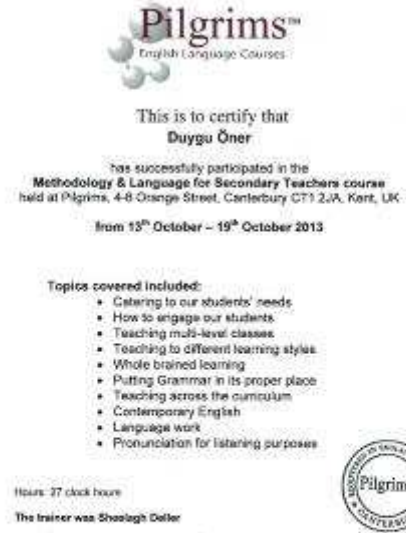 Pilgrims™
English Language Courses
This is to certify that
Duygu Öner
has successfully participated in the
Methodology & Language for Secondary Teachers course
held at Pilgrims, 4-6 Orange Street, Canterbury CT1 2JA, Kent, UK
from 13th October – 19th October 2013
Topics covered included:
• Catering to our students' needs
• How to engage our students
• Teaching multi-level classes
• Teaching to different learning styles
• Whole brained learning
• Putting Grammar in its proper place
• Teaching across the curriculum
• Contemporary English
• Language work
• Pronunciation for listening purposes
Hours: 27 clock hours
The trainer was Sheelagh Deller
Pilgrim